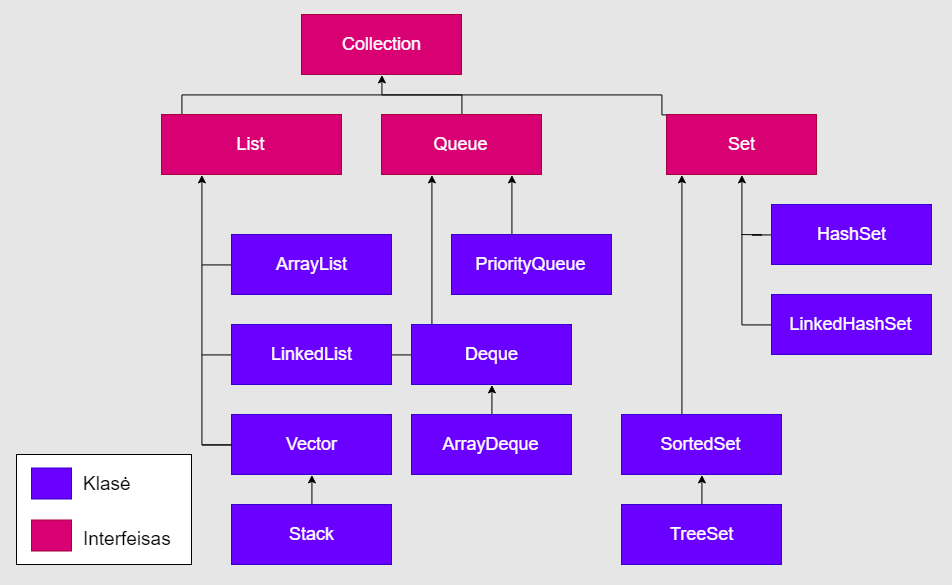 Collection
List
Queue
Set
HashSet
ArrayList
PriorityQueue
LinkedHashSet
LinkedList
Deque
Vector
ArrayDeque
SortedSet
Klasė
Interfeisas
Stack
TreeSet